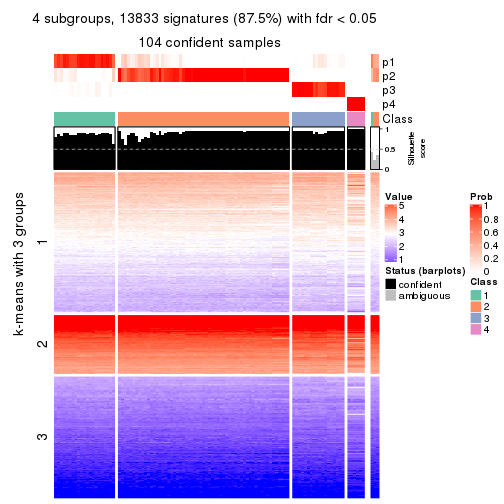 4 subgroups, 13833 signatures (87.5%) with fdr < 0.05
104 confident samples
p1
p2
p3
p4
Class
1
0.5
0
Silhouette
score
k-means with 3 groups
1
2
3
Value
5
4
3
2
1
Status (barplots)
confident
ambiguous
Prob
1
0.8
0.6
0.4
0.2
0
Class
1
2
3
4